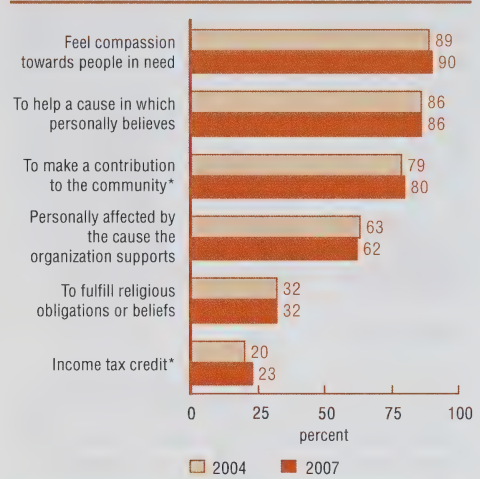 Feel compassion
towards people in need
89
90
To help a cause in which
personally believes
86
86
To make a contribution
to the community*
79
80
Personally affected by
the cause the
organization supports
63
62
To fulfill religious
obligations or beliefs
32
32
Income tax credit*
20
23
0 25 50 75 100
percent
2004 2007